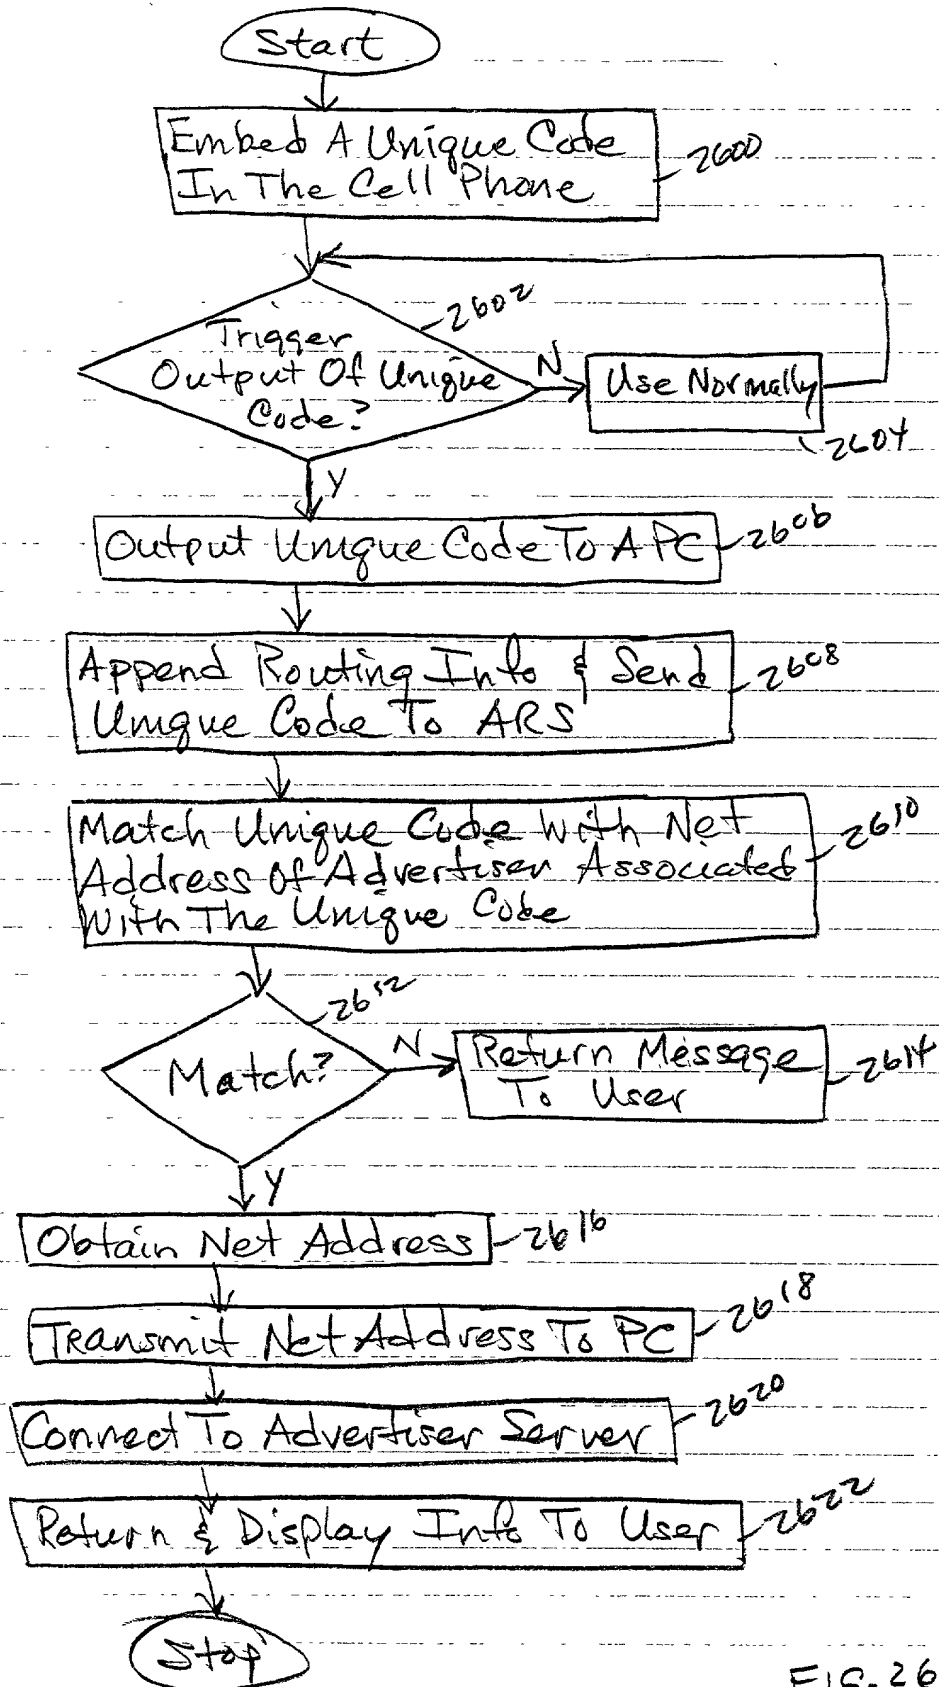 Start
Embed A Unique Code
In The Cell Phone
2600
2602
Trigger
Output Of Unique
Code?
N
Use Normally
2604
Y
Output Unique Code To A PC
2606
Append Routing Info & Send
Unique Code To ARS
2608
Match Unique Code With Net
Address Of Advertiser Associated
With The Unique Code
2610
2612
Match?
N
Return Message
To User
2614
Y
Obtain Net Address
2616
Transmit Net Address To PC
2618
Connect To Advertiser Server
2620
Return & Display Info To User
2622
Stop
FIG. 26